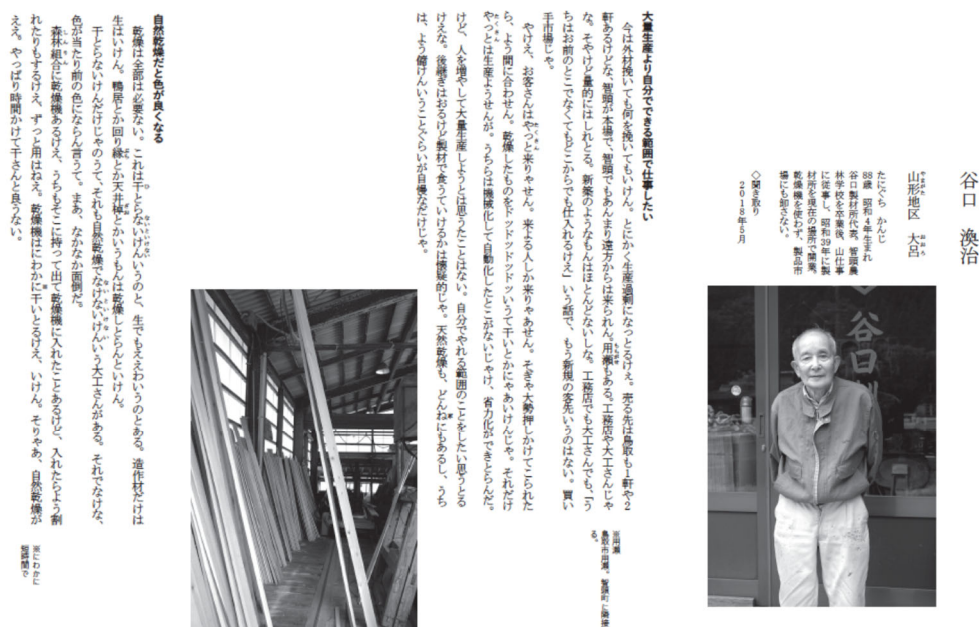 谷口　渙治
山形地区　大呂
たにぐち　かんじ
88歳　昭和4年生まれ
谷口製材所代表。智頭農
林学校を卒業後、山仕事
に従事し、昭和39年に製
材所を現在の場所で開業。
乾燥機を使わず、製品市
場にも卸さない。
◇聞き取り
2018年5月
大量生産より自分でできる範囲で仕事したい
今は外材挽いても何を挽いてもいけん。とにかく生産過剰になっとるけえ。売る先は鳥取も1軒や2
軒あるけどな、智頭が本場で、智頭でもあんまり遠方からは来られん。用瀬もある。工務店や大工さんじゃ
な。そやけど量的にはしれとる。新築のようなもんはほとんどないしな。工務店でも大工さんでも、「う
ちはお前のとこでなくてもどこからでも仕入れるけえ」いう話で、もう新規の客先いうのはない。買い
手市場じゃ。
やけえ、お客さんはやっと来りゃせん。来よる人しか来りゃあせん。そぎゃ大勢押しかけてこられた
ら、よう間に合わせん。乾燥したものをドッドッドッドッいうて干いとかにゃあいけんじゃ。それだけ
やっとは生産ようせんが。うちらは機械化して自動化したとこがないじゃけ、省力化ができとらんだ。
けど、人を増やして大量生産しようとは思うたことはない。自分でやれる範囲のことをしたい思うとる
けえな。後継ぎはおるけど製材で食うていけるかは懐疑的じゃ。天然乾燥も、どんねにもあるし、うち
は、よう儲けんいうことぐらいが自慢なだけじゃ。
※用瀬
鳥取市用瀬。智頭町に隣接
る。
自然乾燥だと色が良くなる
乾燥は全部は必要ない。これは干とらないけんいうのと、生でもええわいうのとある。造作材だけは
生はいけん。鴨居とか回り縁とか天井棹とかいうもんは乾燥しとらんといけん。
干とらないけんだけじゃのうて、それも自然乾燥でなけないけんいう大工さんがある。それでなけな、
色が当たり前の色にならん言うて。まあ、なかなか面倒だ。
森林組合に乾燥機あるけえ、うちもそこに持って出て乾燥機に入れたことあるけど、入れたらよう割
れたりもするけえ、ずっと用はねえ。乾燥機はにわかに干いとるけえ、いけん。そりゃあ、自然乾燥が
ええ。やっぱり時間かけて干さんと良うない。
※にわかに
短時間で